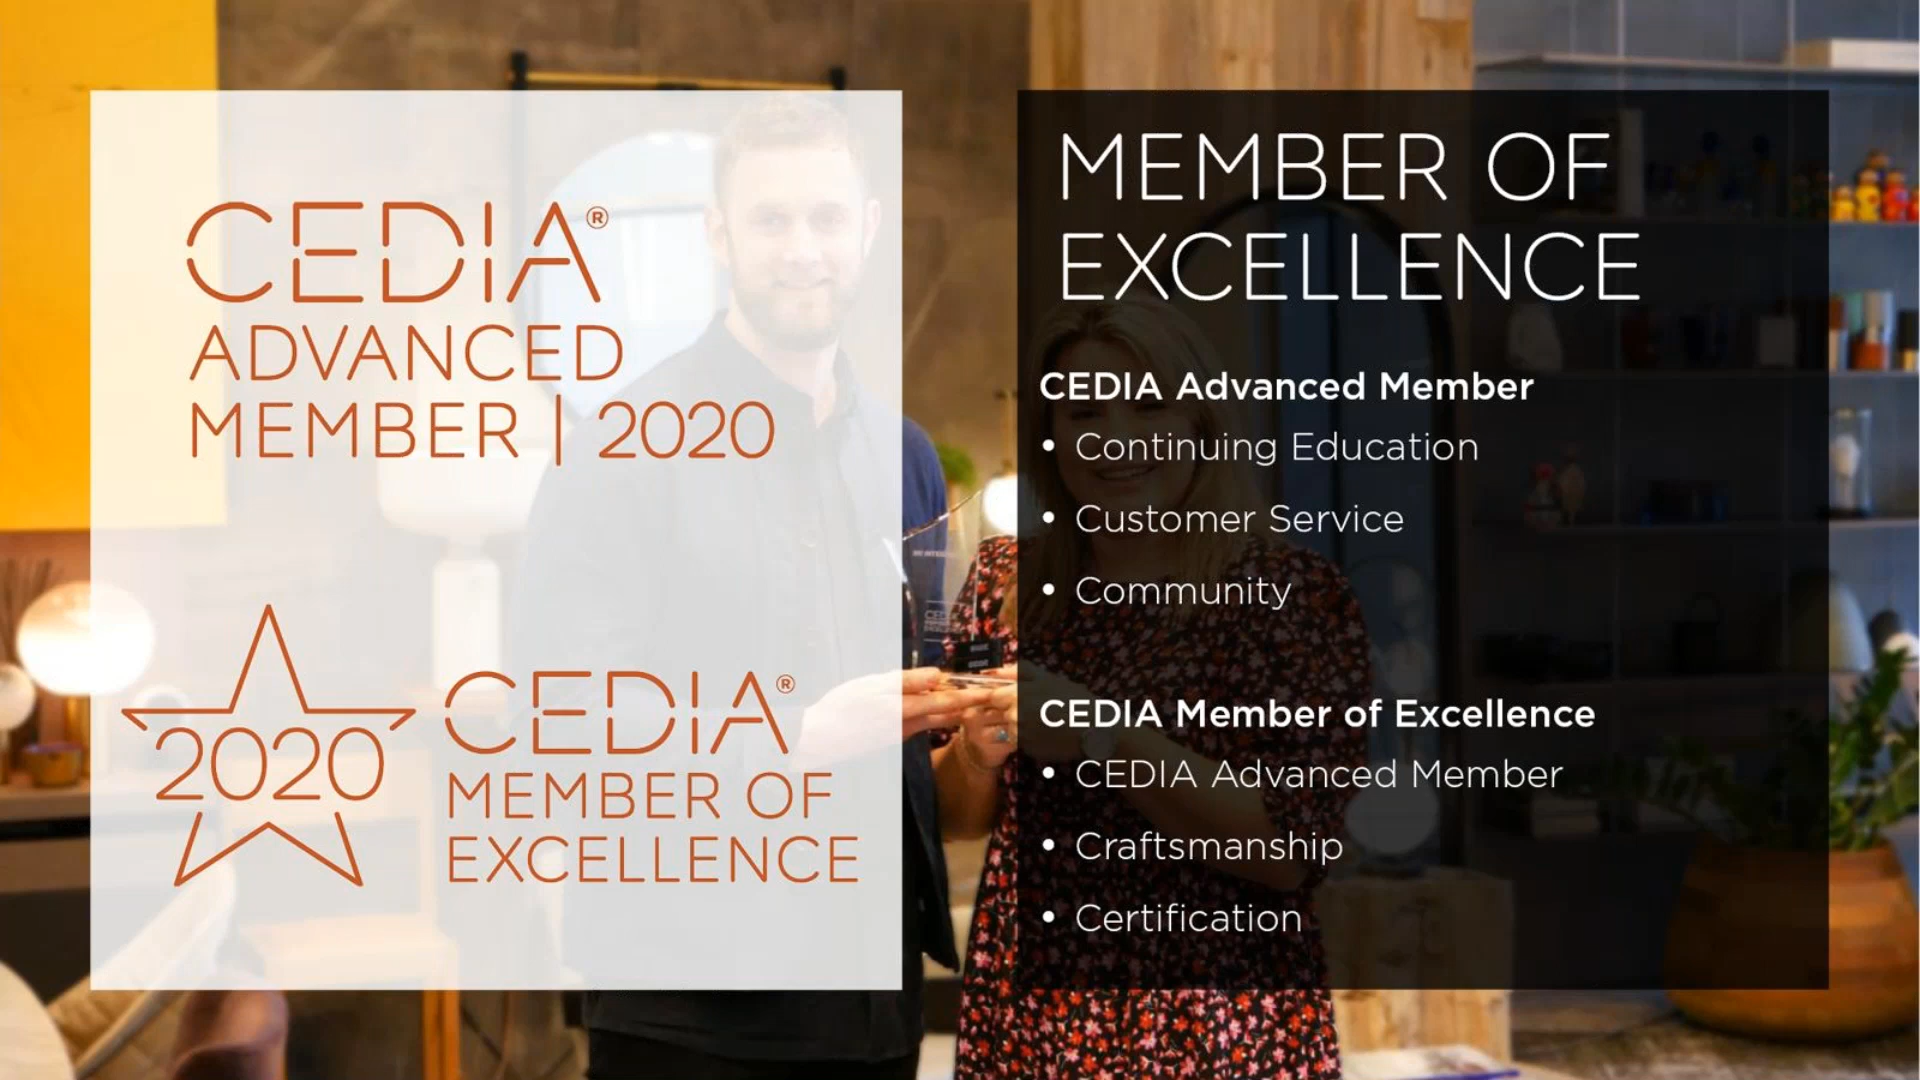 CEDIA®
ADVANCED
MEMBER | 2020
2020
CEDIA®
MEMBER OF
EXCELLENCE
MEMBER OF
EXCELLENCE
CEDIA Advanced Member
• Continuing Education
• Customer Service
• Community
CEDIA Member of Excellence
• CEDIA Advanced Member
• Craftsmanship
• Certification